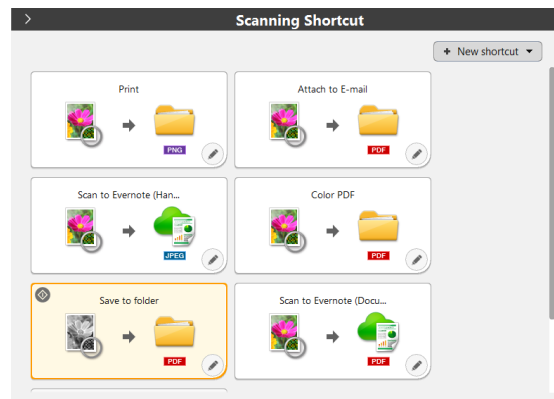 Scanning Shortcut
+ New shortcut
Print
PNG
Attach to E-mail
PDF
Scan to Evernote (Han...
JPEG
Color PDF
PDF
Save to folder
PDF
Scan to Evernote (Docu...
PDF